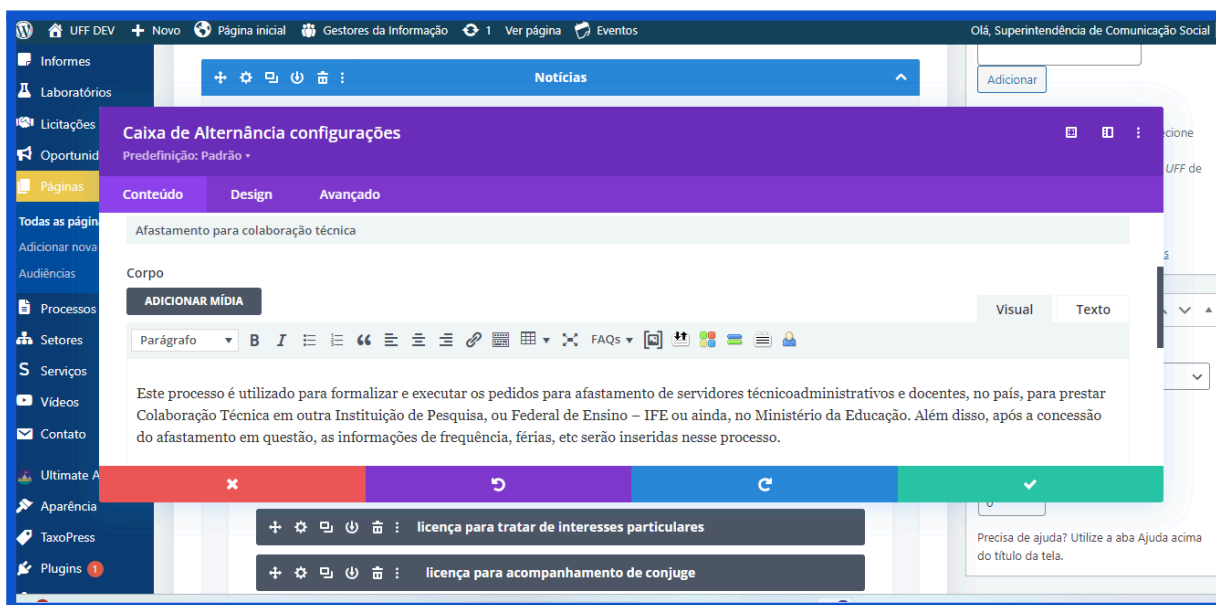 UFF DEV
Novo
Página inicial
Gestores da Informação
1
Ver página
Eventos
Olá, Superintendência de Comunicação Social
Informes
Laboratórios
Licitações
Oportunid
Páginas
Todas as págin
Adicionar nova
Audiências
Processos
Setores
S Serviços
Vídeos
Contato
Ultimate A
Aparência
TaxoPress
Plugins 1
Notícias
Adicionar
ecione
UFF de
s
Caixa de Alternância configurações
Predefinição: Padrão
Conteúdo
Design
Avançado
Afastamento para colaboração técnica
Corpo
ADICIONAR MÍDIA
Visual
Texto
Parágrafo
B I
FAQs
Este processo é utilizado para formalizar e executar os pedidos para afastamento de servidores técnicoadministrativos e docentes, no país, para prestar
Colaboração Técnica em outra Instituição de Pesquisa, ou Federal de Ensino – IFE ou ainda, no Ministério da Educação. Além disso, após a concessão
do afastamento em questão, as informações de frequência, férias, etc serão inseridas nesse processo.
licença para tratar de interesses particulares
licença para acompanhamento de conjuge
Precisa de ajuda? Utilize a aba Ajuda acima
do título da tela.